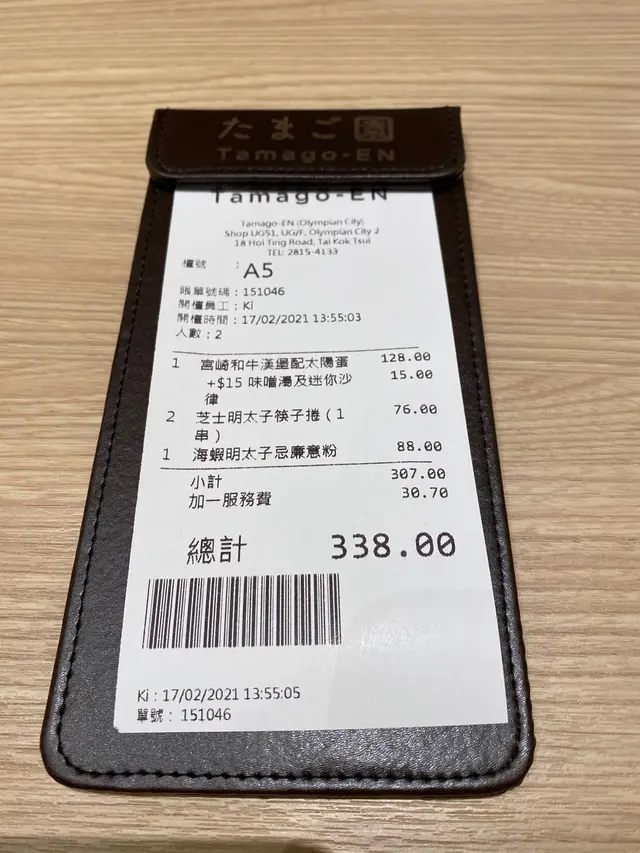 たまご園
Tamago-EN
Tamago-EN
Tamago-EN (Olympian City)
Shop UG51, UG/F, Olympian City 2
18 Hoi Ting Road, Tai Kok Tsui
TEL: 2815-4133
檯號 : A5
賬單號碼 : 151046
開檯員工 : Ki
開檯時間 : 17/02/2021 13:55:03
人數 : 2
1 宮崎和牛漢堡配太陽蛋 128.00
+$15 味噌湯及迷你沙 15.00
律
2 芝士明太子筷子捲 (1 76.00
串)
1 海蝦明太子忌廉意粉 88.00
小計 307.00
加一服務費 30.70
總計 338.00
Ki : 17/02/2021 13:55:05
單號 : 151046